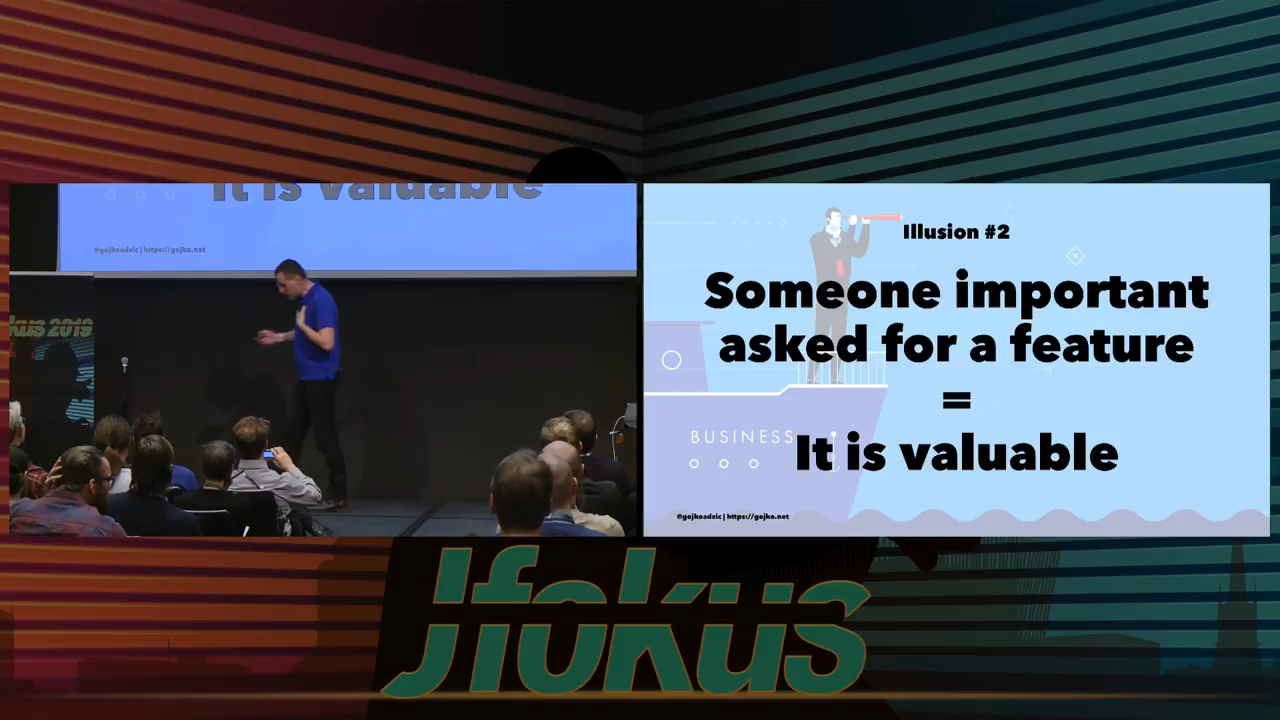 It is valuable
@gojkoadzic | https://gojko.net
kus 2019
Illusion #2
Someone important
asked for a feature
=
It is valuable
BUSINESS
@gojkoadzic | https://gojko.net
Jfokus